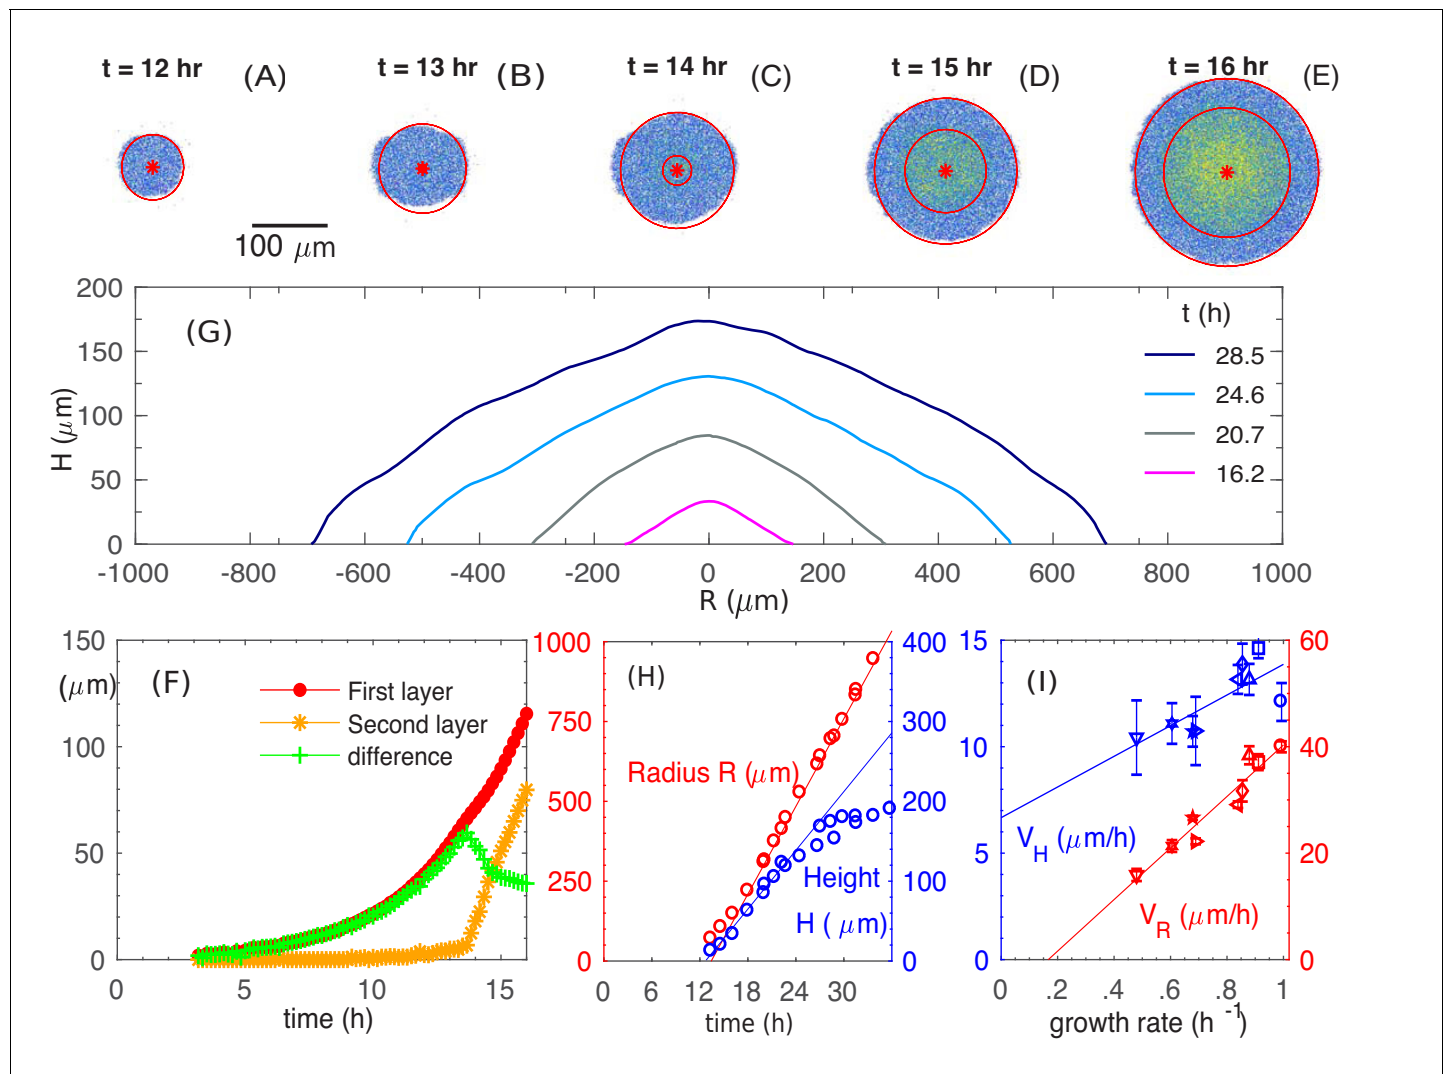 t = 12 hr (A) t = 13 hr (B) t = 14 hr (C) t = 15 hr (D) t = 16 hr (E)
100 μm
200
150
100
50
0
H (μm)
(G)
t (h)
28.5
24.6
20.7
16.2
-1000 -800 -600 -400 -200 0 200 400 600 800 1000
R (μm)
150
(μm)
100
50
0
(F)
First layer
Second layer
difference
0 5 10 15
time (h)
1000
750
500
250
0
(H)
Radius R (μm)
Height
H ( μm)
400
300
200
100
0
0 6 12 18 24 30
time (h)
15
10
5
0
(I)
V_H (μm/h)
V_R (μm/h)
60
40
20
0
0 .2 .4 .6 .8 1
growth rate (h⁻¹)